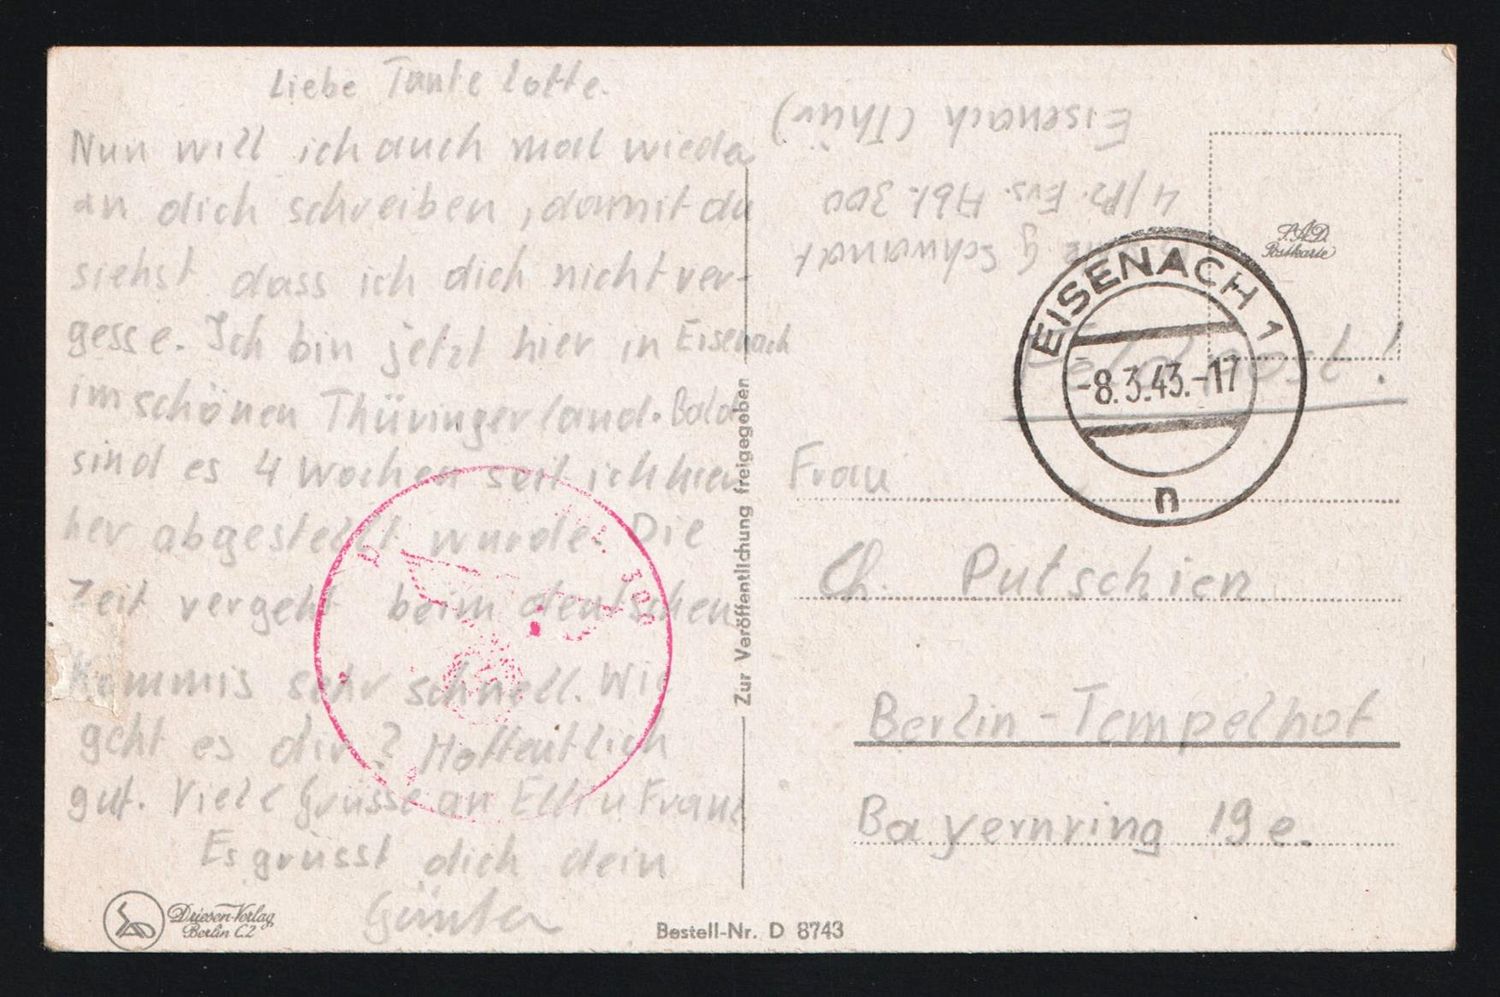 Liebe Tante Lotte.
Nun will ich auch mal wieder
an dich schreiben, damit du
siehst dass ich dich nicht ver-
gesse. Ich bin jetzt hier in Eisenach
im schönen Thüringerland. Bald
sind es 4 Wochen seit ich hier
her abgestellt wurde. Die
Zeit vergeht beim deutschen
Kommis sehr schnell. Wie
geht es dir? Hoffentlich
gut. Viele Grüsse an Elli u Franz
Es grüsst dich dein
Günter
Driesen-Verlag
Berlin C2
Bestell-Nr. D 8743
Zur Veröffentlichung freigegeben
G Schwandt
4/ Ers. Abt. 300
Eisenach (Thür.)
Postkarte
EISENACH 1
-8.3.43.-17
n
Feldpost!
Frau
Ch. Putschien
Berlin-Tempelhof
Bayernring 19e.
300